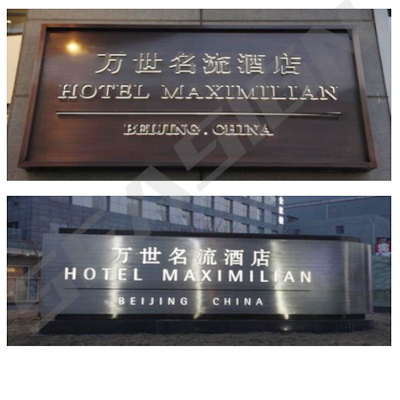 万世名流酒店
HOTEL MAXIMILIAN
BEIJING . CHINA
万世名流酒店
HOTEL MAXIMILIAN
BEIJING CHINA